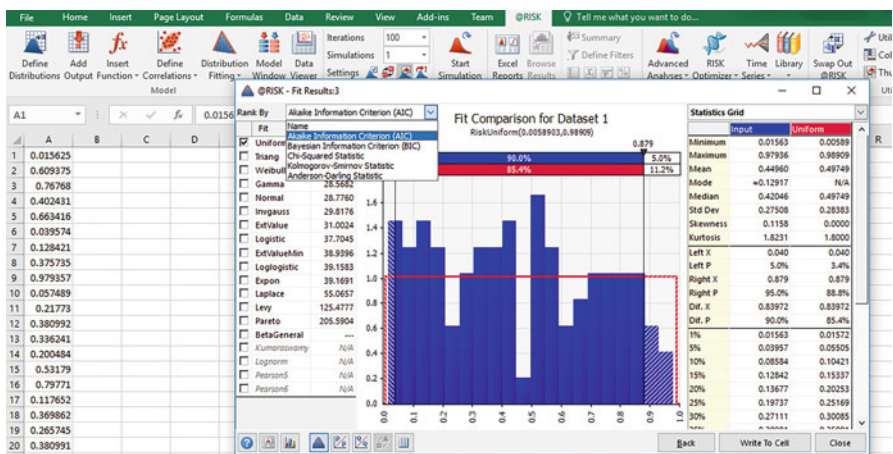 File Home Insert Page Layout Formulas Data Review View Add-ins Team @RISK Tell me what you want to do...
Define Distributions
Add Output
Insert Function
Define Correlations
Distribution Fitting
Model Window
Data Viewer
Iterations 100
Simulations 1
Settings
Start Simulation
Excel Reports
Browse Results
Summary
Define Filters
Advanced Analyses
RISK Optimizer
Time Series
Library
Swap Out @RISK
Model
A1 fx
A B C D R
1 0.015625
2 0.609375
3 0.76768
4 0.402431
5 0.663416
6 0.039574
7 0.128421
8 0.375735
9 0.979357
10 0.057489
11 0.21773
12 0.380992
13 0.336241
14 0.200484
15 0.53179
16 0.79771
17 0.117652
18 0.369862
19 0.265745
20 0.380991
@RISK - Fit Results:3
Rank By Akaike Information Criterion (AIC)
Name
Akaike Information Criterion (AIC)
Bayesian Information Criterion (BIC)
Chi-Squared Statistic
Kolmogorov-Smirnov Statistic
Anderson-Darling Statistic
Fit
Uniform
Triang
Weibull
Gamma 28.5682
Normal 28.7760
Invgauss 29.8176
ExtValue 31.0024
Logistic 37.7045
ExtValueMin 38.9396
Loglogistic 39.1583
Expon 39.1691
Laplace 55.0657
Levy 125.4777
Pareto 205.5904
BetaGeneral ---
Kumaraswamy N/A
Lognorm N/A
Pearson5 N/A
Pearson6 N/A
Fit Comparison for Dataset 1
RiskUniform(0.0058903,0.98909)
0.879
90.0% 5.0%
85.4% 11.2%
1.6
1.4
1.2
1.0
0.8
0.6
0.4
0.2
0.0
0.0 0.1 0.2 0.3 0.4 0.5 0.6 0.7 0.8 0.9 1.0
Statistics Grid
Input Uniform
Minimum 0.01563 0.00589
Maximum 0.97936 0.98909
Mean 0.44960 0.49749
Mode ≈0.12917 N/A
Median 0.42046 0.49749
Std Dev 0.27508 0.28383
Skewness 0.1158 0.0000
Kurtosis 1.8231 1.8000
Left X 0.040 0.040
Left P 5.0% 3.4%
Right X 0.879 0.879
Right P 95.0% 88.8%
Dif. X 0.83972 0.83972
Dif. P 90.0% 85.4%
1% 0.01563 0.01572
5% 0.03957 0.05505
10% 0.08584 0.10421
15% 0.12842 0.15337
20% 0.13677 0.20253
25% 0.19737 0.25169
30% 0.27111 0.30085
Back Write To Cell Close